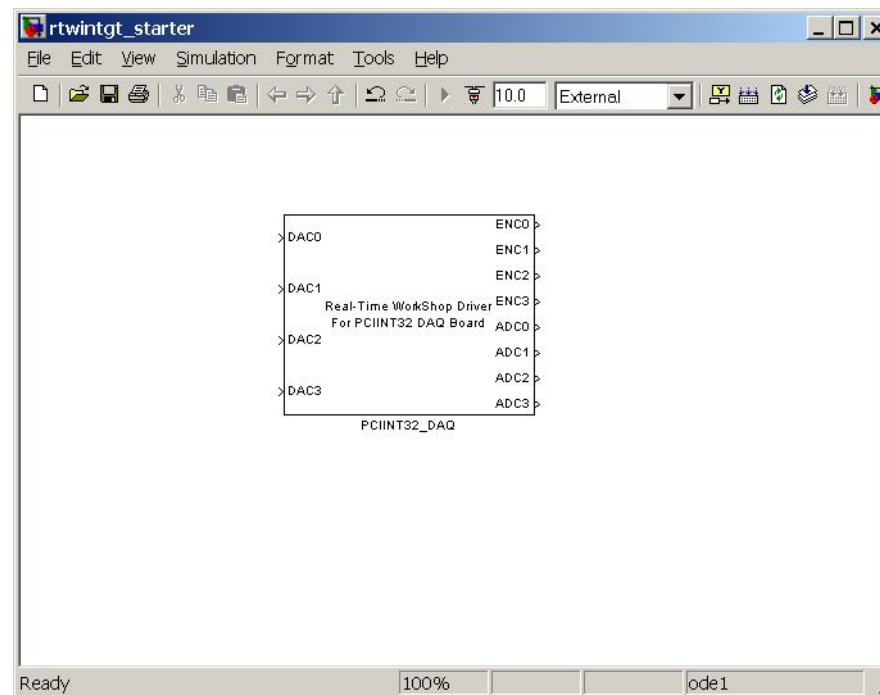 rtwintgt_starter
File Edit View Simulation Format Tools Help
10.0 External
DAC0
DAC1
DAC2
DAC3
Real-Time WorkShop Driver
For PCIINT32 DAQ Board
ENC0
ENC1
ENC2
ENC3
ADC0
ADC1
ADC2
ADC3
PCIINT32_DAQ
Ready 100% ode1